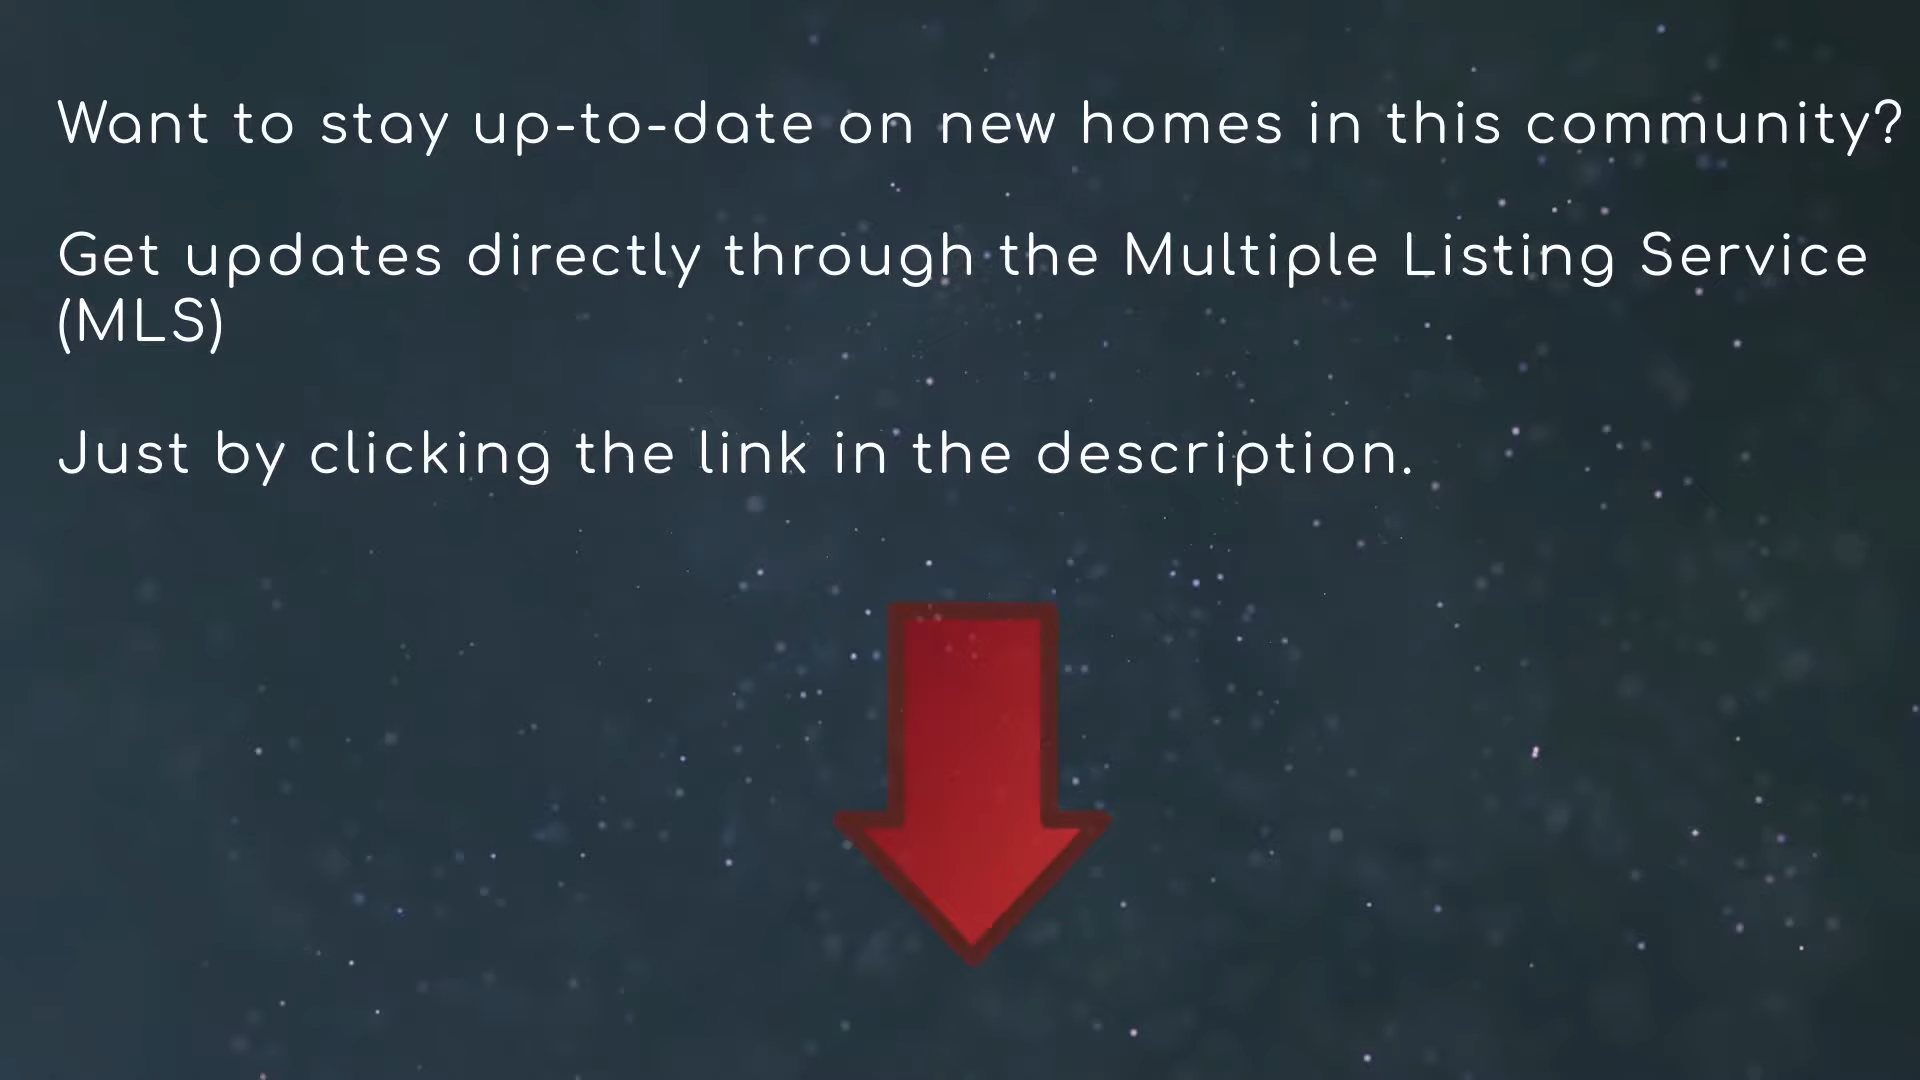 Want to stay up-to-date on new homes in this community?
Get updates directly through the Multiple Listing Service
(MLS)
Just by clicking the link in the description.